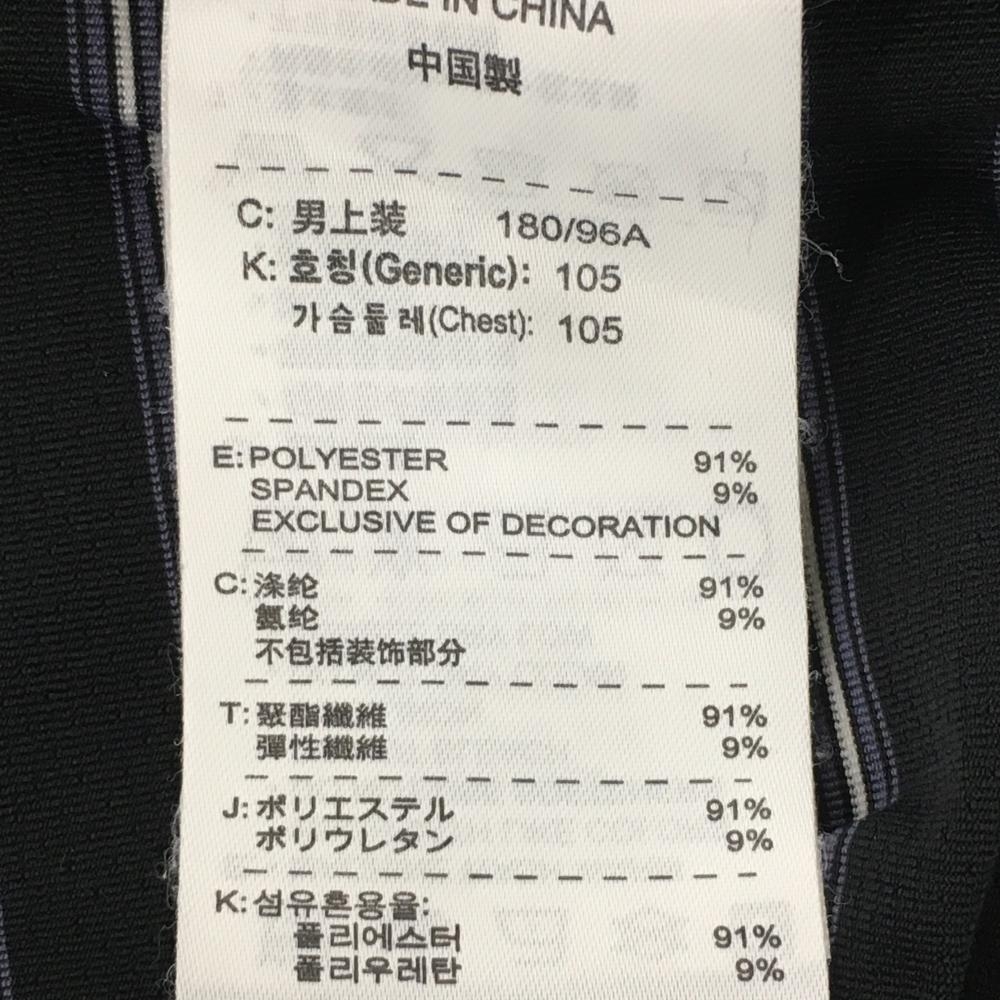 MADE IN CHINA
中国製
C: 男上装 180/96A
K: 호칭(Generic): 105
가슴둘레(Chest): 105
E: POLYESTER 91%
SPANDEX 9%
EXCLUSIVE OF DECORATION
C: 涤纶 91%
氨纶 9%
不包括装饰部分
T: 聚酯纖維 91%
彈性纖維 9%
J: ポリエステル 91%
ポリウレタン 9%
K: 섬유혼용율:
폴리에스터 91%
폴리우레탄 9%